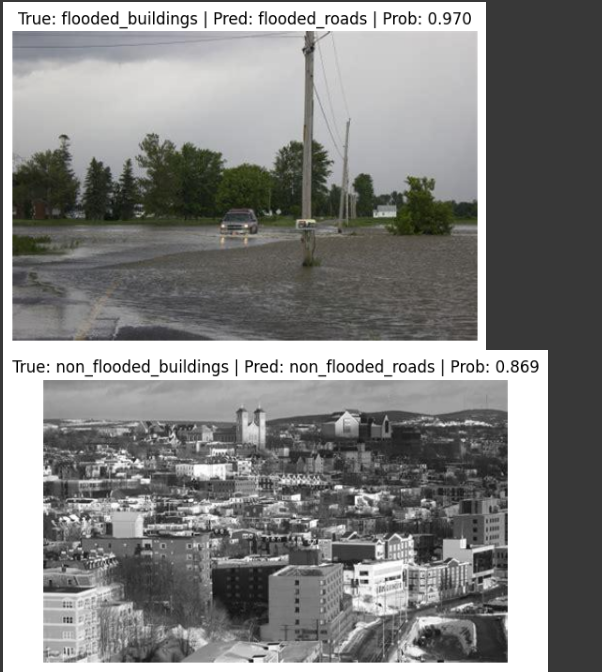 True: flooded_buildings | Pred: flooded_roads | Prob: 0.970
True: non_flooded_buildings | Pred: non_flooded_roads | Prob: 0.869